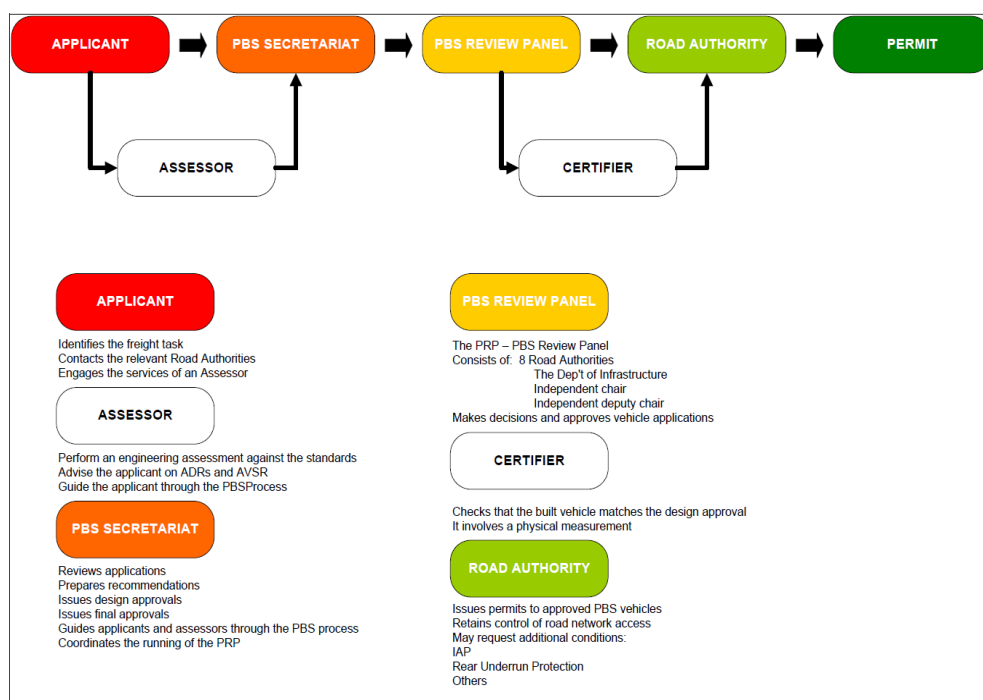 APPLICANT
PBS SECRETARIAT
PBS REVIEW PANEL
ROAD AUTHORITY
PERMIT
ASSESSOR
CERTIFIER
APPLICANT
Identifies the freight task
Contacts the relevant Road Authorities
Engages the services of an Assessor
ASSESSOR
Perform an engineering assessment against the standards
Advise the applicant on ADRs and AVSR
Guide the applicant through the PBSProcess
PBS SECRETARIAT
Reviews applications
Prepares recommendations
Issues design approvals
Issues final approvals
Guides applicants and assessors through the PBS process
Coordinates the running of the PRP
PBS REVIEW PANEL
The PRP – PBS Review Panel
Consists of: 8 Road Authorities
The Dep't of Infrastructure
Independent chair
Independent deputy chair
Makes decisions and approves vehicle applications
CERTIFIER
Checks that the built vehicle matches the design approval
It involves a physical measurement
ROAD AUTHORITY
Issues permits to approved PBS vehicles
Retains control of road network access
May request additional conditions:
IAP
Rear Underrun Protection
Others